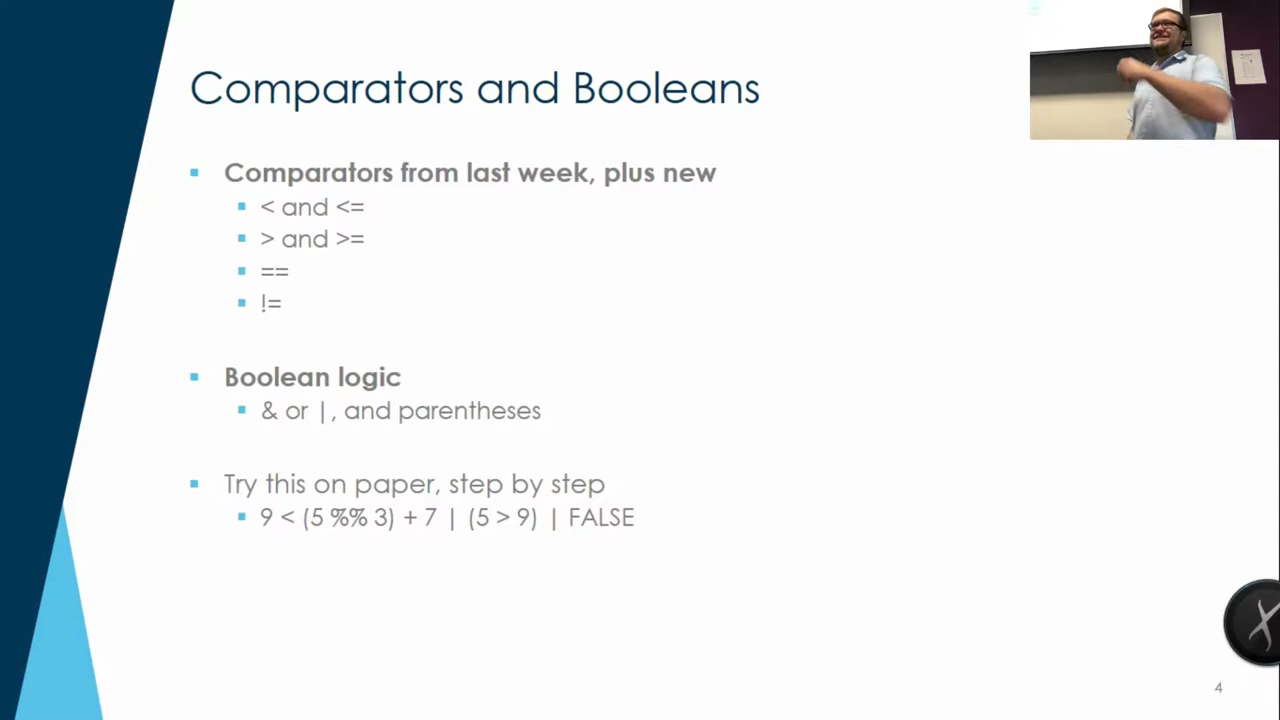 Comparators and Booleans
Comparators from last week, plus new
< and <=
> and >=
==
!=
Boolean logic
& or |, and parentheses
Try this on paper, step by step
9 < (5 %% 3) + 7 | (5 > 9) | FALSE
4